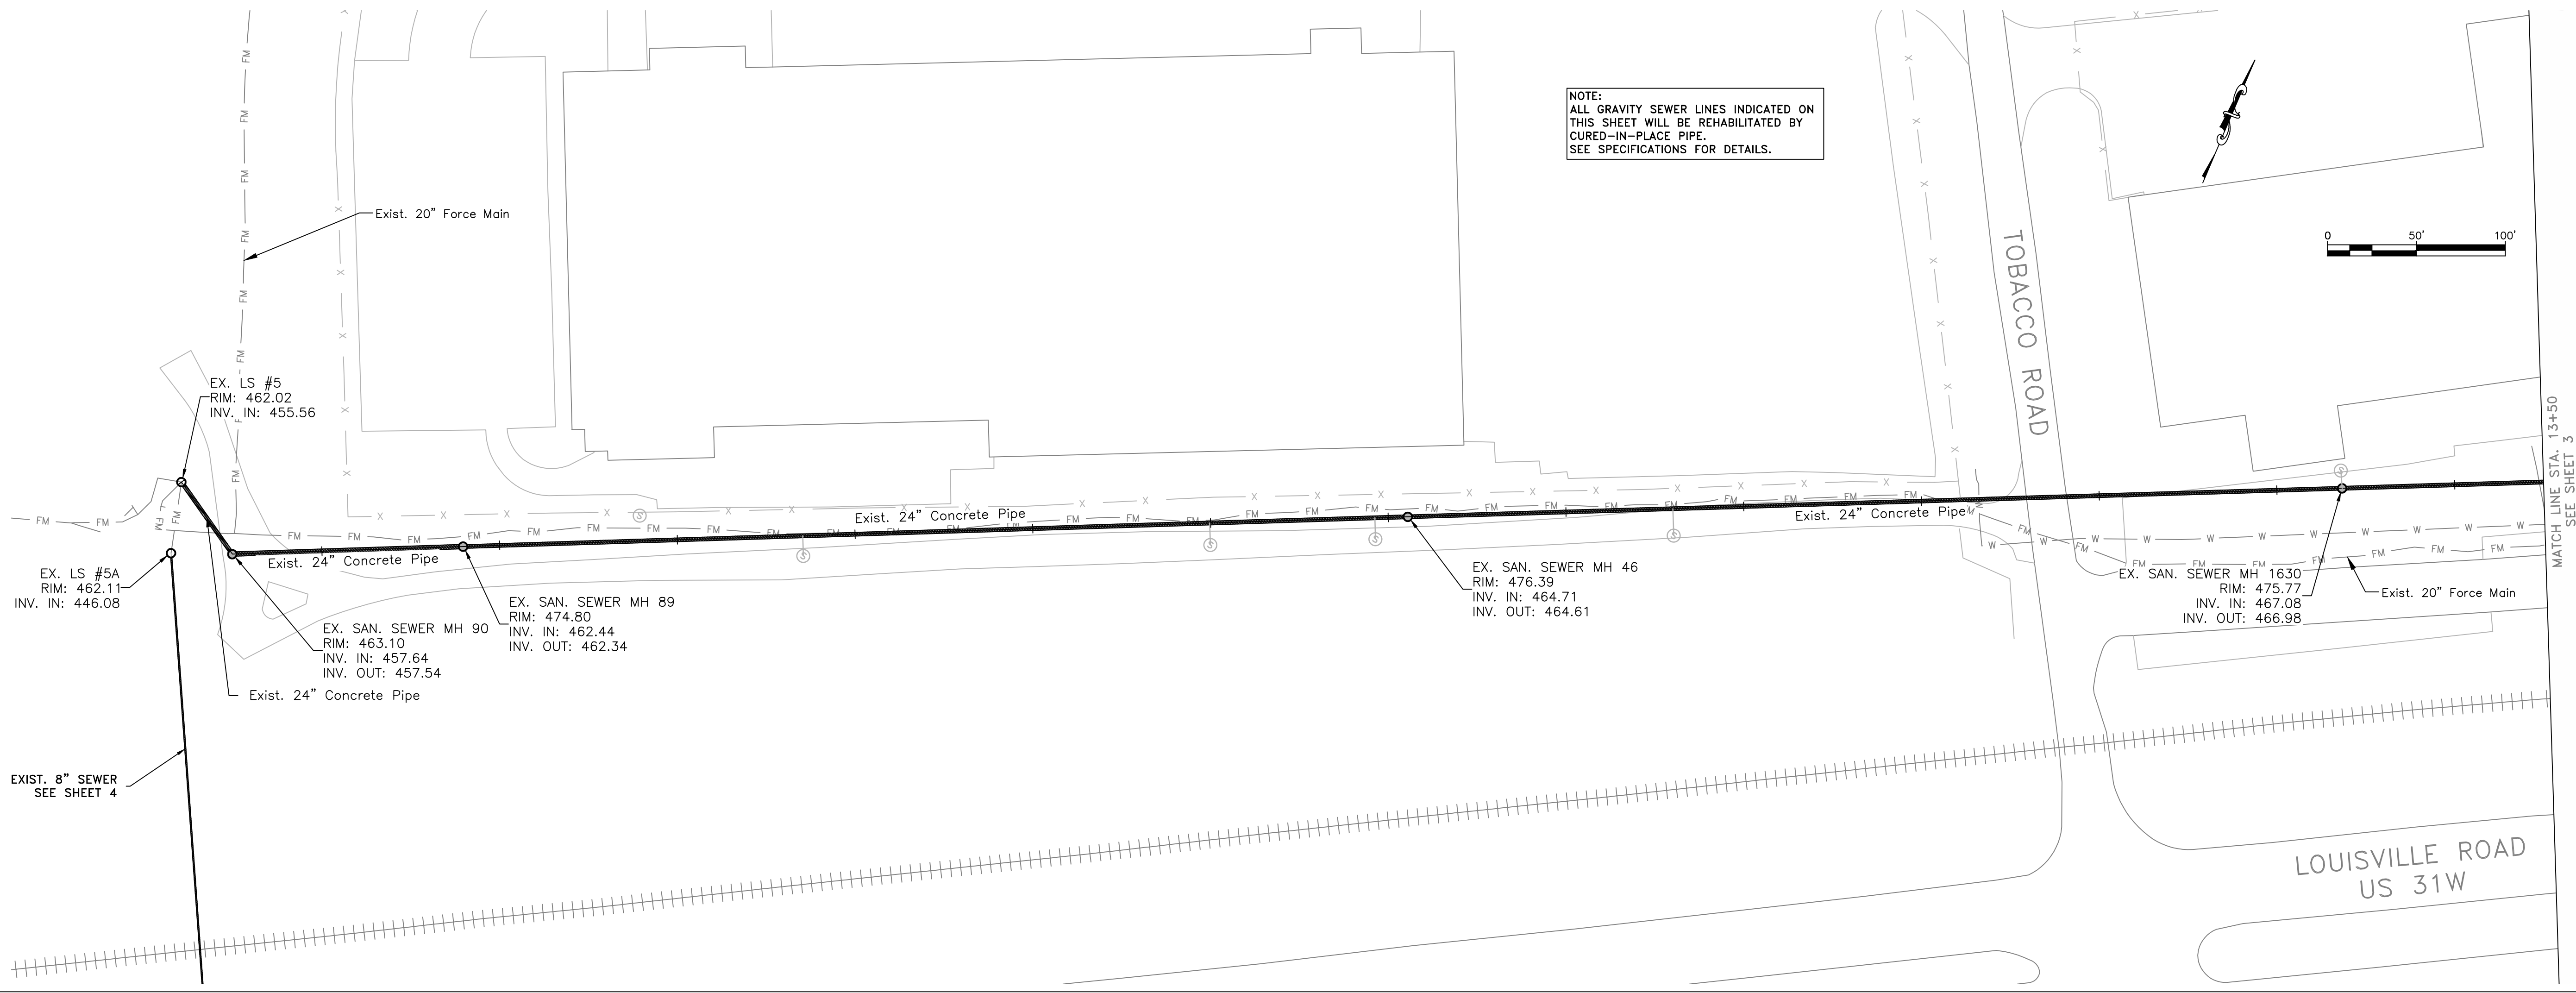 NOTE:
ALL GRAVITY SEWER LINES INDICATED ON
THIS SHEET WILL BE REHABILITATED BY
CURED-IN-PLACE PIPE.
SEE SPECIFICATIONS FOR DETAILS.
0 50' 100'
Exist. 20" Force Main
TOBACCO ROAD
EX. LS #5
RIM: 462.02
INV. IN: 455.56
MATCH LINE STA. 13+50
SEE SHEET 3
Exist. 24" Concrete Pipe
Exist. 24" Concrete Pipe
Exist. 24" Concrete Pipe
EX. LS #5A
RIM: 462.11
INV. IN: 446.08
EX. SAN. SEWER MH 90
RIM: 463.10
INV. IN: 457.64
INV. OUT: 457.54
Exist. 24" Concrete Pipe
EX. SAN. SEWER MH 89
RIM: 474.80
INV. IN: 462.44
INV. OUT: 462.34
EX. SAN. SEWER MH 46
RIM: 476.39
INV. IN: 464.71
INV. OUT: 464.61
EX. SAN. SEWER MH 1630
RIM: 475.77
INV. IN: 467.08
INV. OUT: 466.98
Exist. 20" Force Main
EXIST. 8" SEWER
SEE SHEET 4
LOUISVILLE ROAD
US 31W